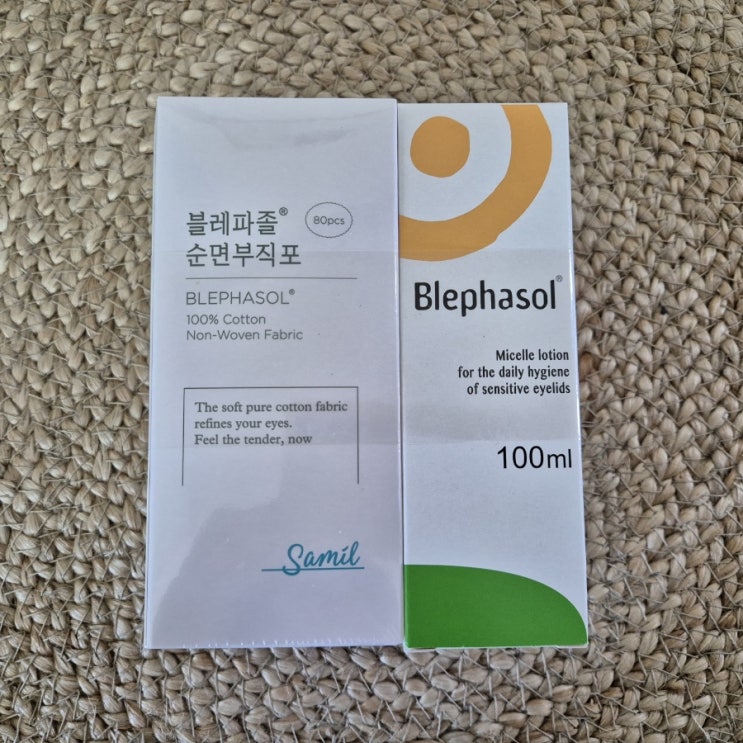 블레파졸®
순면부직포
80pcs
BLEPHASOL®
100% Cotton
Non-Woven Fabric
The soft pure cotton fabric
refines your eyes.
Feel the tender, now
Samil
Blephasol®
Micelle lotion
for the daily hygiene
of sensitive eyelids
100ml